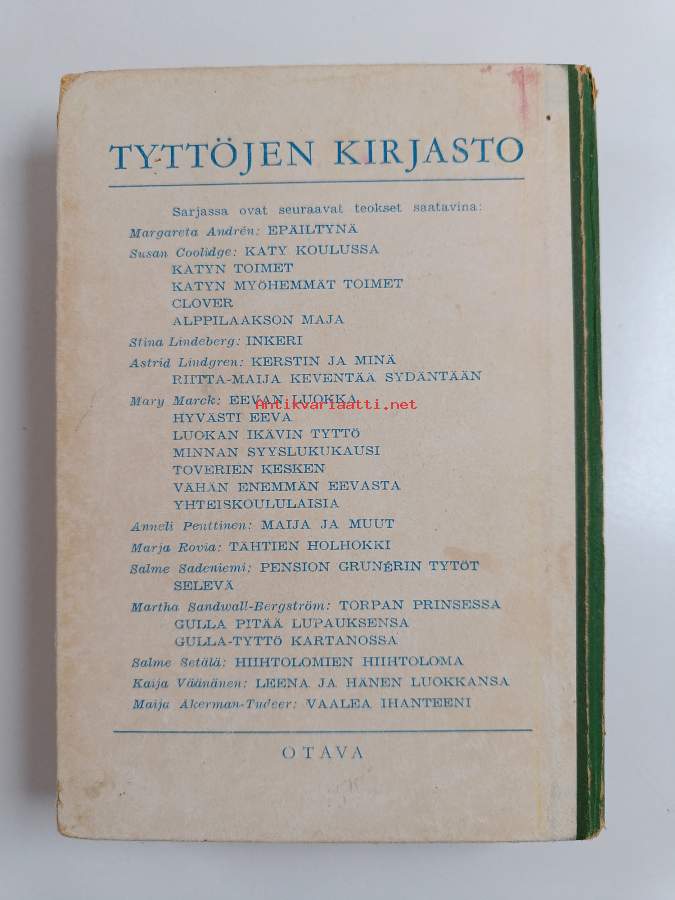 TYTTÖJEN KIRJASTO
Sarjassa ovat seuraavat teokset saatavina:
Margareta Andrén: EPÄILTYNÄ
Susan Coolidge: KATY KOULUSSA
KATYN TOIMET
KATYN MYÖHEMMÄT TOIMET
CLOVER
ALPPILAAKSON MAJA
Stina Lindeberg: INKERI
Astrid Lindgren: KERSTIN JA MINÄ
RIITTA-MAIJA KEVENTÄÄ SYDÄNTÄÄN
Mary Marck: EEVAN LUOKKA
Antikvariaatti.net
HYVÄSTI EEVA
LUOKAN IKÄVIN TYTTÖ
MINNAN SYYSLUKUKAUSI
TOVERIEN KESKEN
VÄHÄN ENEMMÄN EEVASTA
YHTEISKOULULAISIA
Anneli Penttinen: MAIJA JA MUUT
Marja Rovia: TÄHTIEN HOLHOKKI
Salme Sadeniemi: PENSION GRUNÉRIN TYTÖT
SELEVÄ
Martha Sandwall-Bergström: TORPAN PRINSESSA
GULLA PITÄÄ LUPAUKSENSA
GULLA-TYTTÖ KARTANOSSA
Salme Setälä: HIIHTOLOMIEN HIIHTOLOMA
Kaija Väänänen: LEENA JA HÄNEN LUOKKANSA
Maija Åkerman-Tudeer: VAALEA IHANTEENI
OTAVA